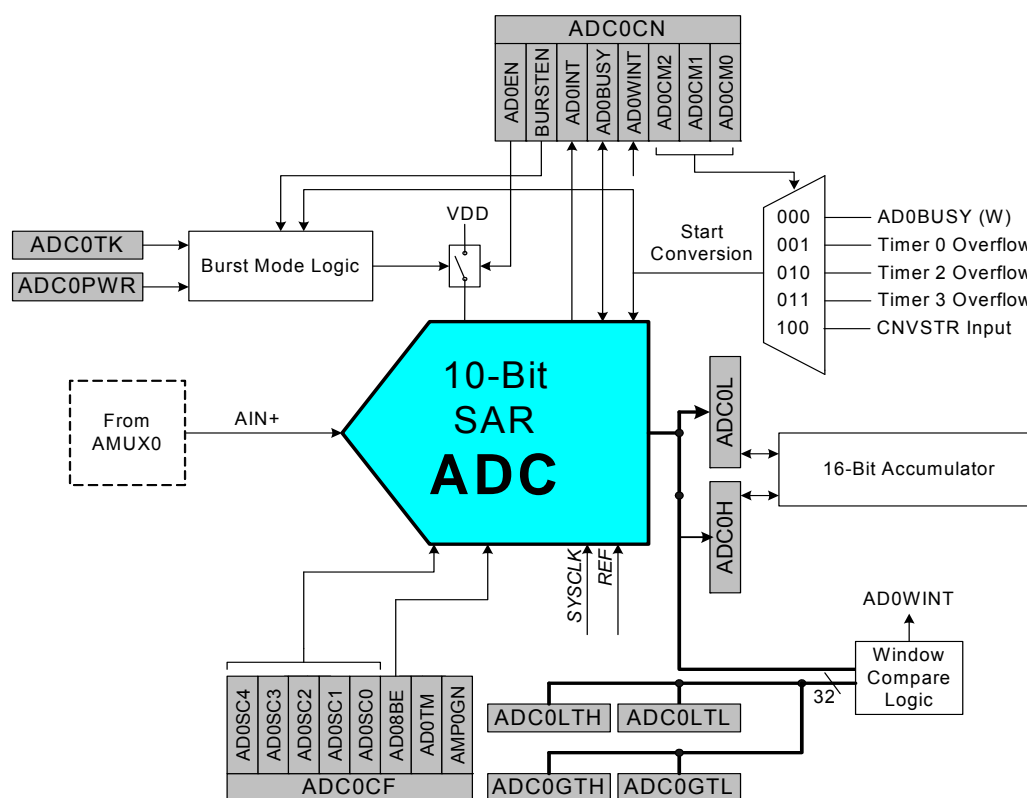 ADC0CN
AD0EN
BURSTEN
AD0INT
AD0BUSY
AD0WINT
AD0CM2
AD0CM1
AD0CM0
VDD
Start
Conversion
000
001
010
011
100
AD0BUSY (W)
Timer 0 Overflow
Timer 2 Overflow
Timer 3 Overflow
CNVSTR Input
ADC0TK
ADC0PWR
Burst Mode Logic
From
AMUX0
AIN+
10-Bit
SAR
ADC
ADC0L
ADC0H
16-Bit Accumulator
SYSCLK
REF
AD0WINT
Window
Compare
Logic
32
AD0SC4
AD0SC3
AD0SC2
AD0SC1
AD0SC0
AD08BE
AD0TM
AMP0GN
ADC0CF
ADC0LTH
ADC0LTL
ADC0GTH
ADC0GTL